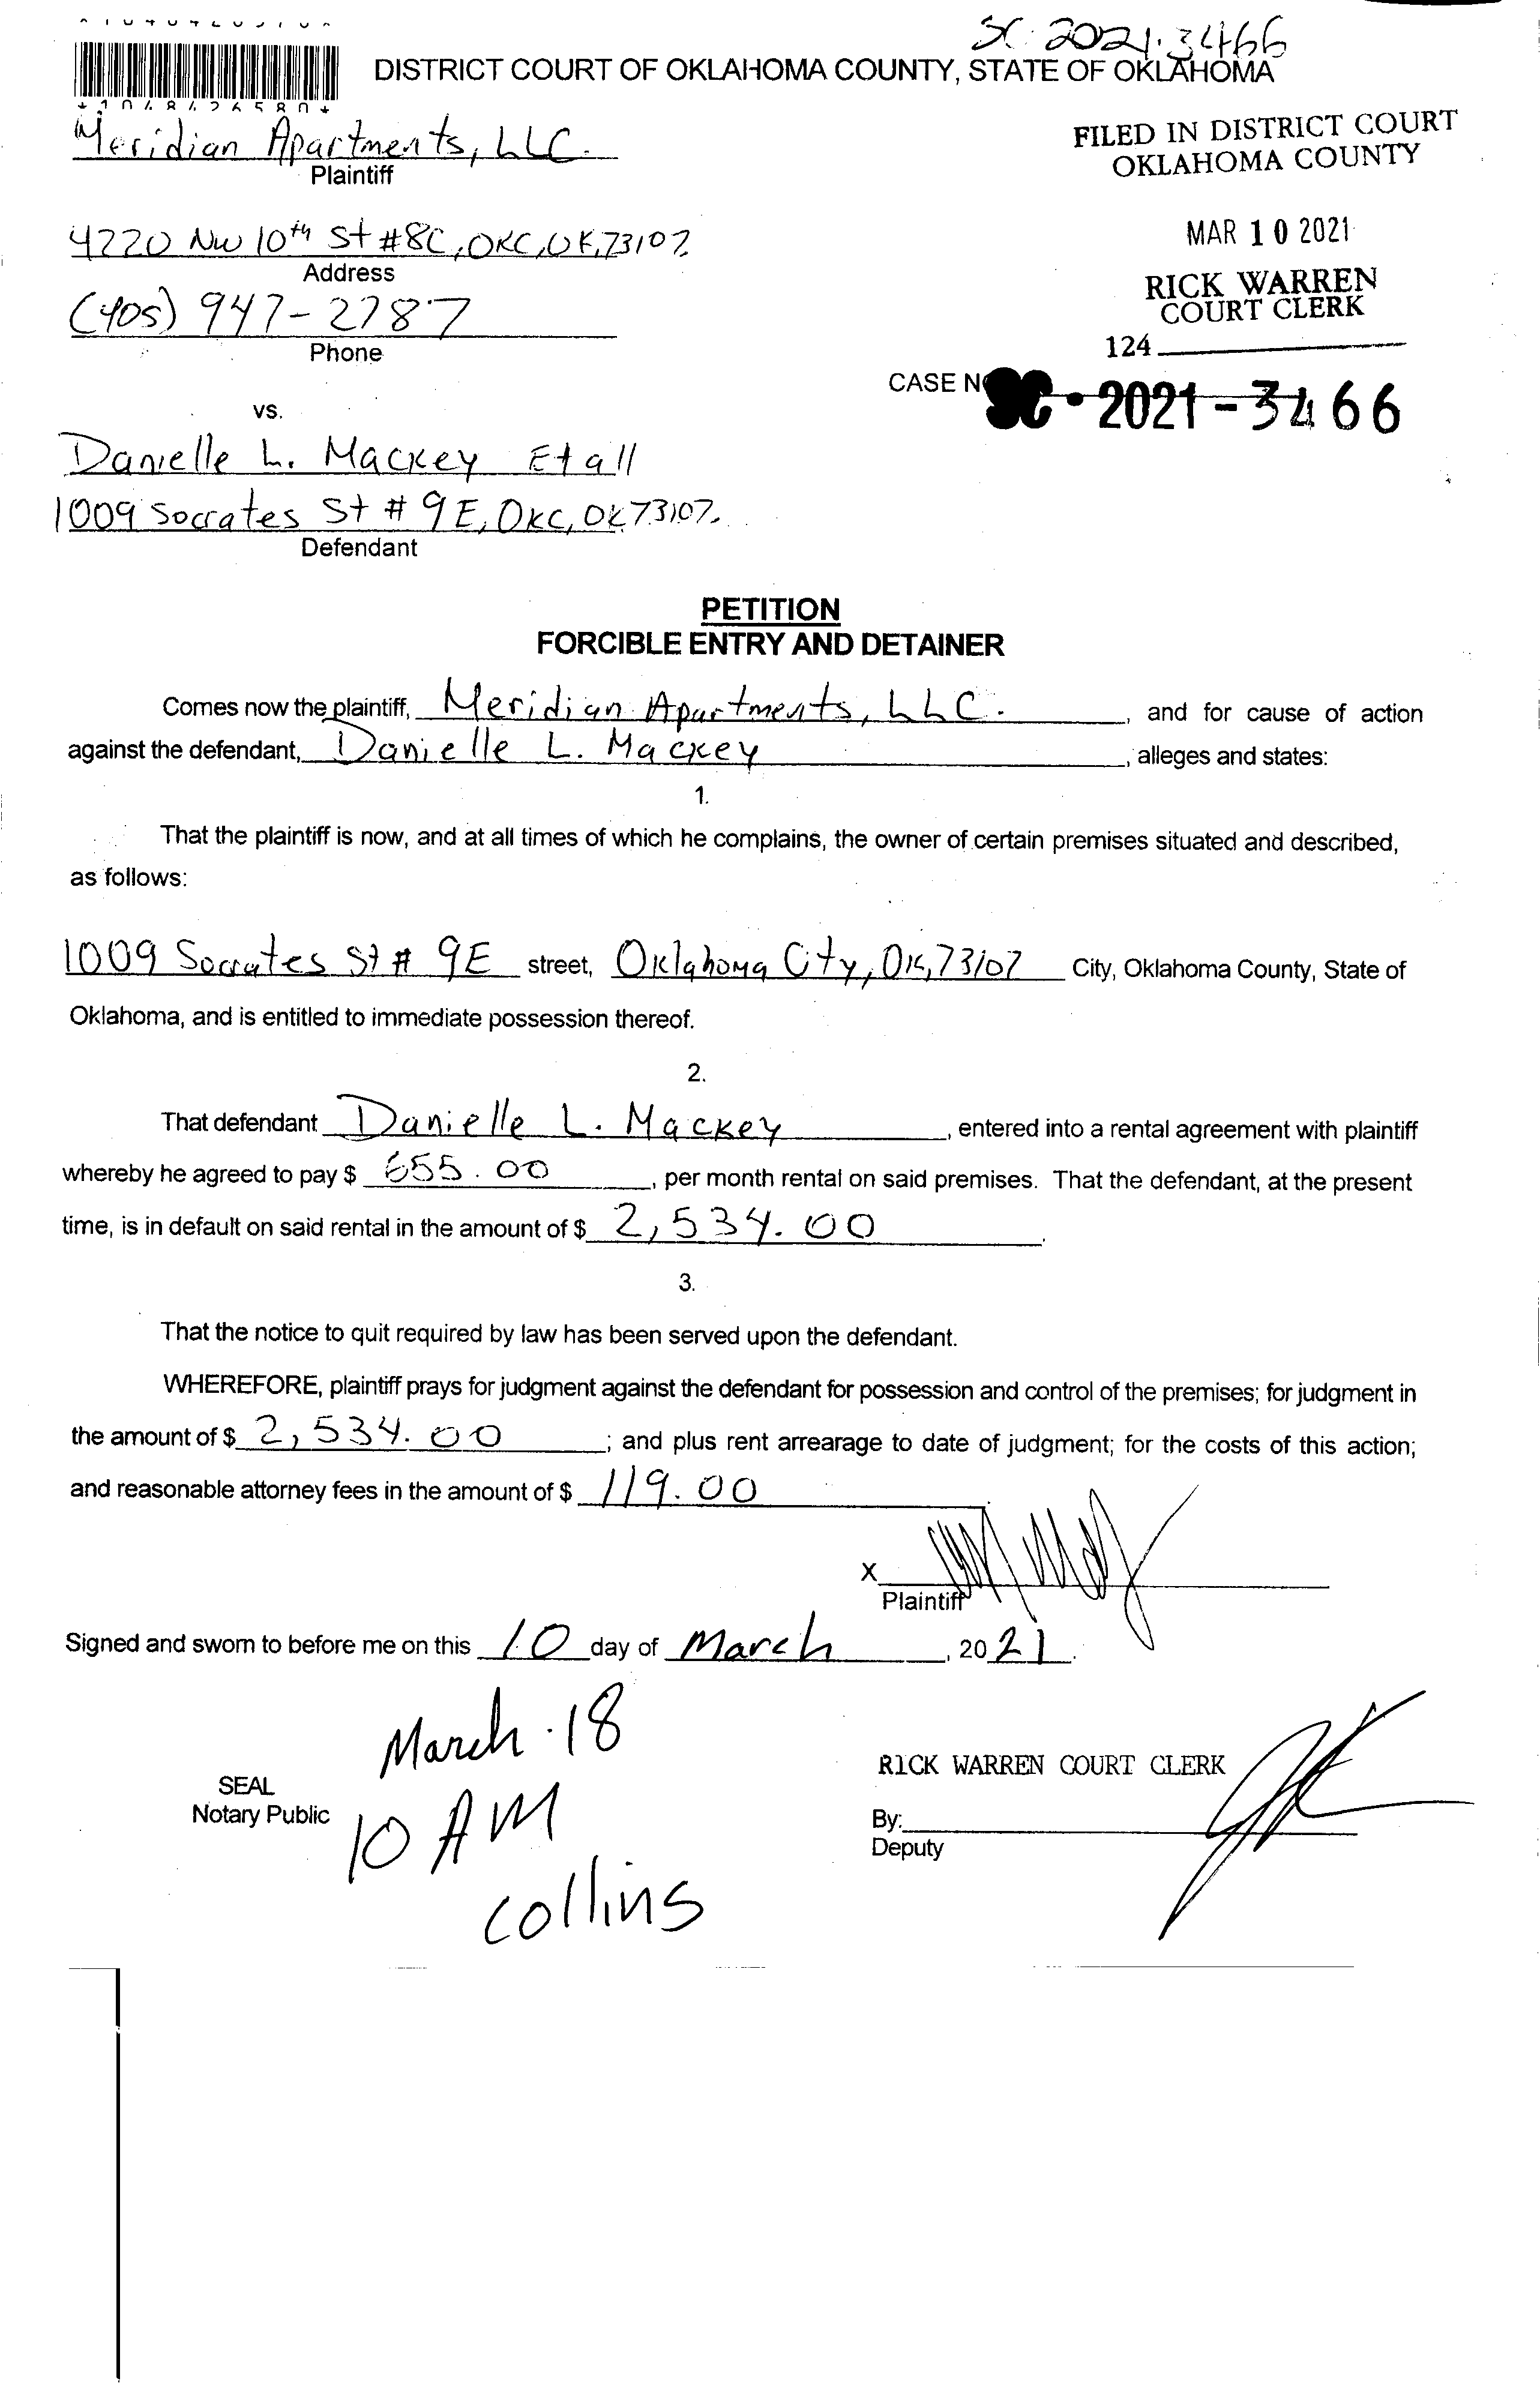 SC-2021-3466
DISTRICT COURT OF OKLAHOMA COUNTY, STATE OF OKLAHOMA
*1048426580*
Meridian Apartments, LLC.
Plaintiff
FILED IN DISTRICT COURT
OKLAHOMA COUNTY
4220 NW 10th St #8C, OKC, OK, 73107
Address
MAR 10 2021
(405) 947-2787
Phone
RICK WARREN
COURT CLERK
124
CASE NO
SC-2021-3466
vs.
Danielle L. Mackey Et all
1009 Socrates St # 9E, OKC, OK 73107.
Defendant
PETITION
FORCIBLE ENTRY AND DETAINER
Comes now the plaintiff, Meridian Apartments, LLC. , and for cause of action
against the defendant, Danielle L. Mackey , alleges and states:
1.
That the plaintiff is now, and at all times of which he complains, the owner of certain premises situated and described,
as follows:
1009 Socrates St # 9E street, Oklahoma City, OK, 73107 City, Oklahoma County, State of
Oklahoma, and is entitled to immediate possession thereof.
2.
That defendant Danielle L. Mackey , entered into a rental agreement with plaintiff
whereby he agreed to pay $ 655.00 , per month rental on said premises. That the defendant, at the present
time, is in default on said rental in the amount of $ 2,534.00 .
3.
That the notice to quit required by law has been served upon the defendant.
WHEREFORE, plaintiff prays for judgment against the defendant for possession and control of the premises; for judgment in
the amount of $ 2,534.00 ; and plus rent arrearage to date of judgment; for the costs of this action;
and reasonable attorney fees in the amount of $ 119.00
X
Plaintiff
Signed and sworn to before me on this 10 day of March , 20 21 .
March 18
10 AM
Collins
SEAL
Notary Public
RICK WARREN COURT CLERK
By:
Deputy